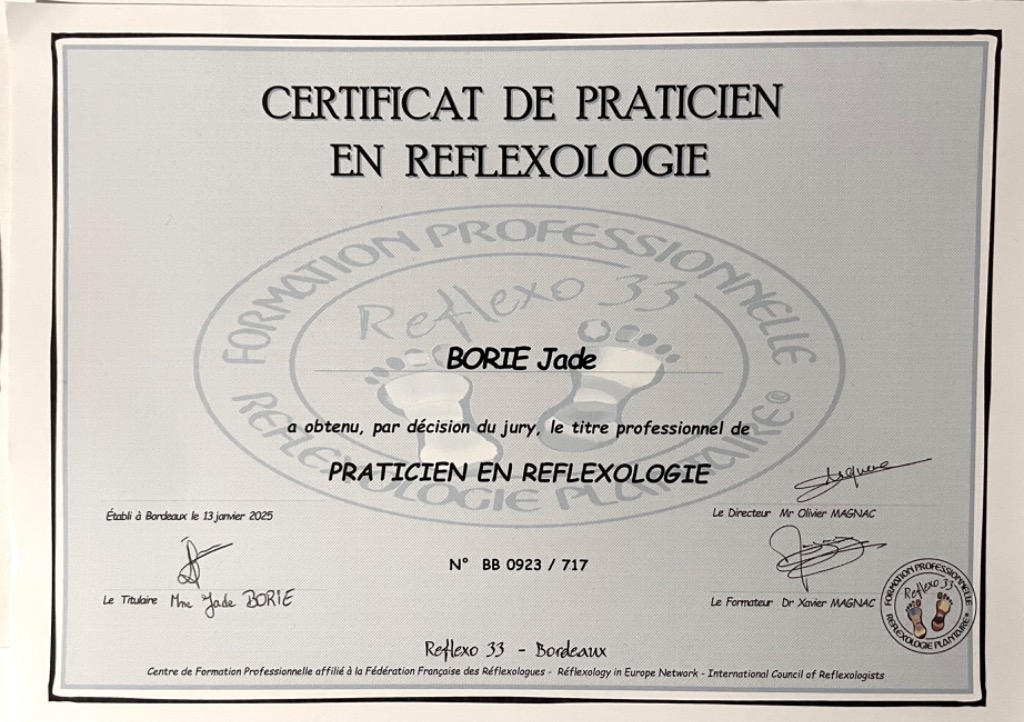 CERTIFICAT DE PRATICIEN
EN REFLEXOLOGIE
FORMATION PROFESSIONNELLE
Reflexo 33
BORIE Jade
a obtenu, par décision du jury, le titre professionnel de
PRATICIEN EN REFLEXOLOGIE
REFLEXOLOGIE PLANTAIRE
Établi à Bordeaux le 13 janvier 2025
Le Directeur Mr Olivier MAGNAC
N° BB 0923 / 717
Le Titulaire Mme Jade BORIE
Le Formateur Dr Xavier MAGNAC
FORMATION PROFESSIONNELLE
Reflexo 33
REFLEXOLOGIE PLANTAIRE
Reflexo 33 - Bordeaux
Centre de Formation Professionnelle affilié à la Fédération Française des Réflexologues - Réflexology in Europe Network - International Council of Reflexologists